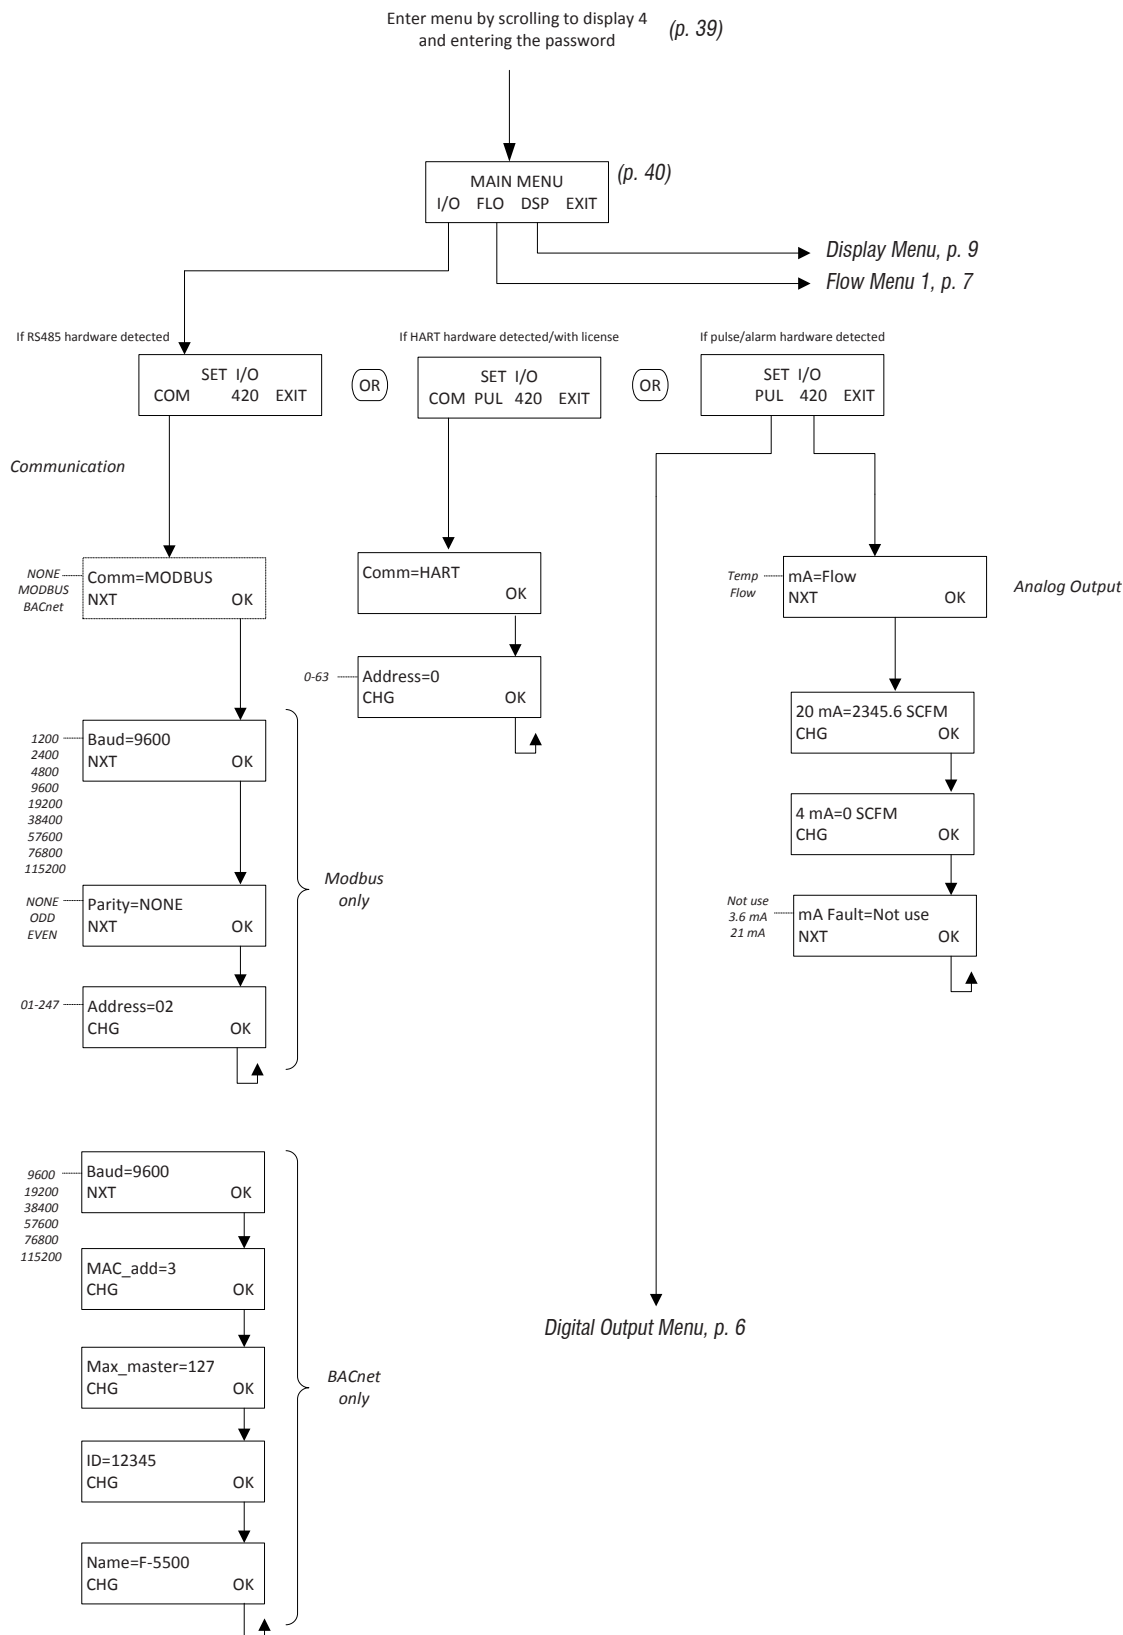 Enter menu by scrolling to display 4
and entering the password
(p. 39)
MAIN MENU
I/O FLO DSP EXIT
(p. 40)
Display Menu, p. 9
Flow Menu 1, p. 7
If RS485 hardware detected
SET I/O
COM 420 EXIT
OR
If HART hardware detected/with license
SET I/O
COM PUL 420 EXIT
OR
If pulse/alarm hardware detected
SET I/O
PUL 420 EXIT
Communication
NONE
MODBUS
BACnet
Comm=MODBUS
NXT OK
1200
2400
4800
9600
19200
38400
57600
76800
115200
Baud=9600
NXT OK
NONE
ODD
EVEN
Parity=NONE
NXT OK
01-247
Address=02
CHG OK
Modbus
only
9600
19200
38400
57600
76800
115200
Baud=9600
NXT OK
MAC_add=3
CHG OK
Max_master=127
CHG OK
ID=12345
CHG OK
Name=F-5500
CHG OK
BACnet
only
Comm=HART
OK
0-63
Address=0
CHG OK
Digital Output Menu, p. 6
Temp
Flow
mA=Flow
NXT OK
Analog Output
20 mA=2345.6 SCFM
CHG OK
4 mA=0 SCFM
CHG OK
Not use
3.6 mA
21 mA
mA Fault=Not use
NXT OK